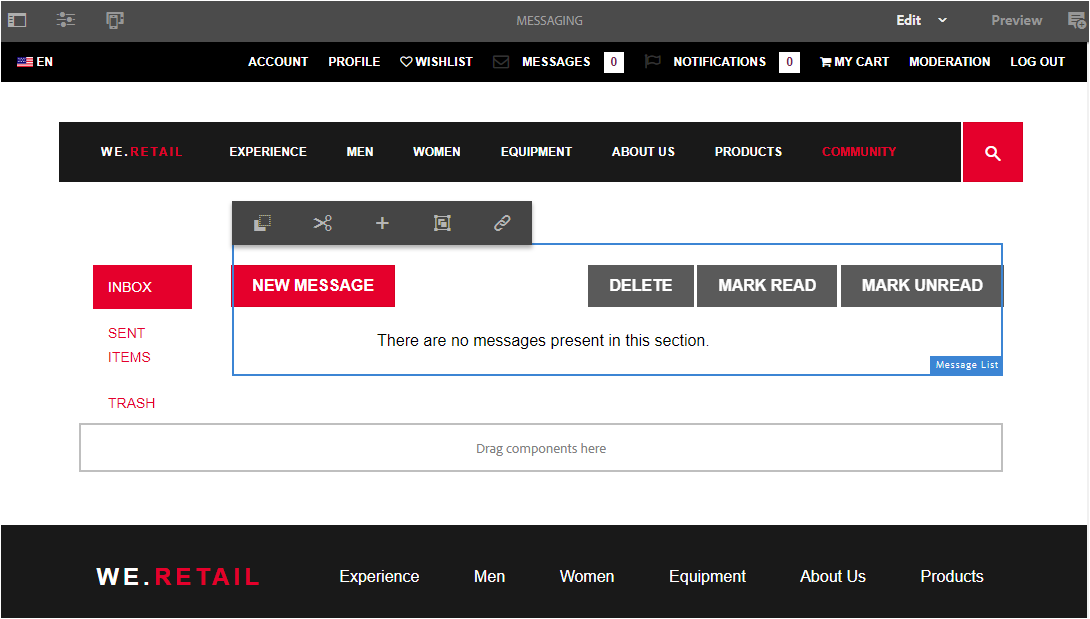 MESSAGING Edit Preview
EN ACCOUNT PROFILE WISHLIST MESSAGES 0 NOTIFICATIONS 0 MY CART MODERATION LOG OUT
WE.RETAIL EXPERIENCE MEN WOMEN EQUIPMENT ABOUT US PRODUCTS COMMUNITY
INBOX NEW MESSAGE DELETE MARK READ MARK UNREAD
SENT
ITEMS
TRASH
There are no messages present in this section.
Message List
Drag components here
WE.RETAIL Experience Men Women Equipment About Us Products